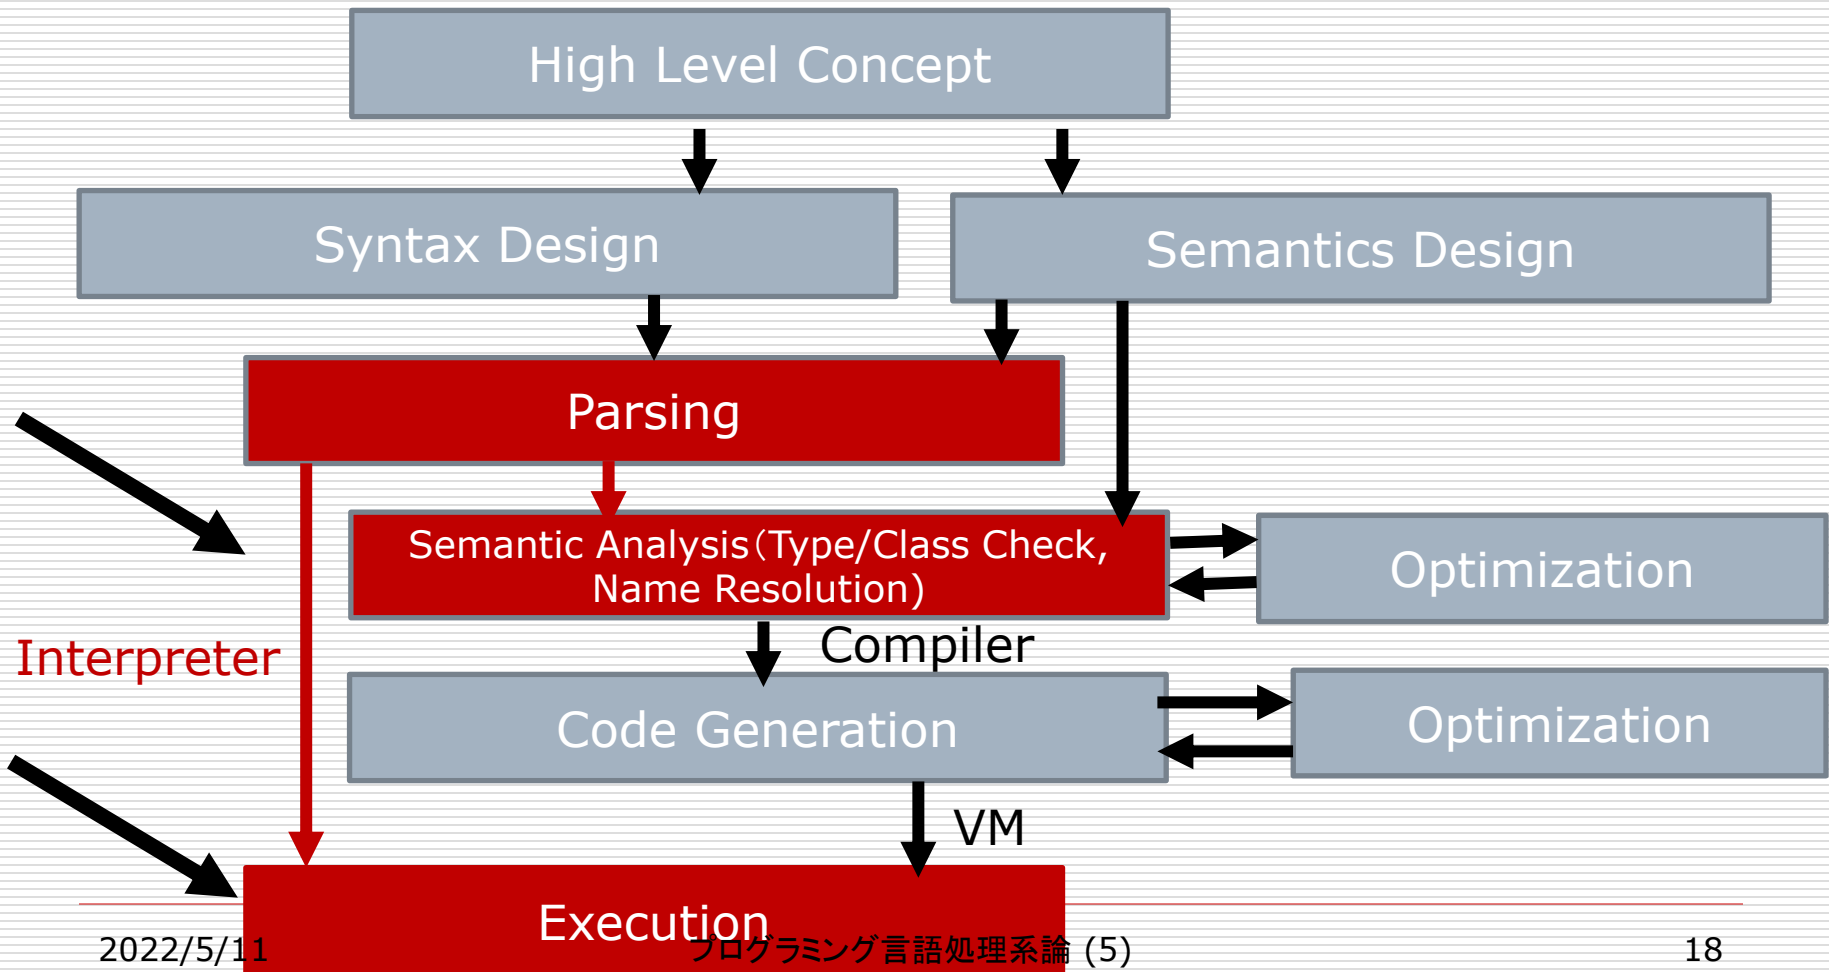 High Level Concept
Syntax Design
Semantics Design
Parsing
Semantic Analysis（Type/Class Check,
Name Resolution)
Optimization
Interpreter
Compiler
Code Generation
Optimization
VM
Execution
2022/5/11
プログラミング言語処理系論 (5)
18